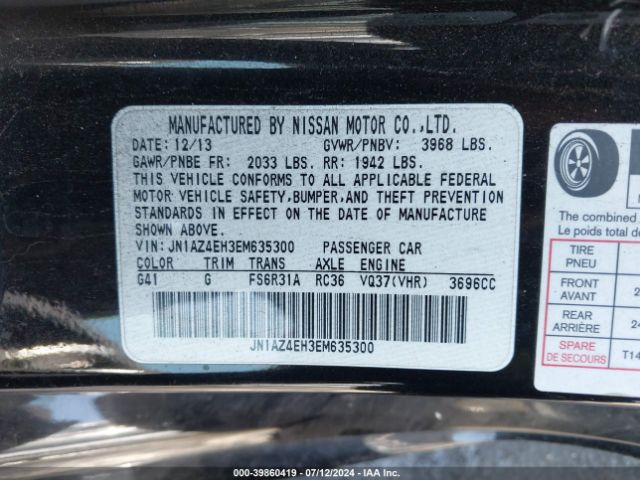 MANUFACTURED BY NISSAN MOTOR CO.,LTD.
DATE: 12/13 GVWR/PNBV: 3968 LBS.
GAWR/PNBE FR: 2033 LBS. RR: 1942 LBS.
THIS VEHICLE CONFORMS TO ALL APPLICABLE FEDERAL
MOTOR VEHICLE SAFETY,BUMPER,AND THEFT PREVENTION
STANDARDS IN EFFECT ON THE DATE OF MANUFACTURE
SHOWN ABOVE.
VIN: JN1AZ4EH3EM635300 PASSENGER CAR
COLOR TRIM TRANS AXLE ENGINE
G41 G FS6R31A RC36 VQ37(VHR) 3696CC
JN1AZ4EH3EM635300
The combined
Le poids total
TIRE
PNEU
FRONT
AVANT
2
REAR
ARRIÈRE
24
SPARE
DE SECOURS
T14
000-39860419 - 07/12/2024 - IAA Inc.